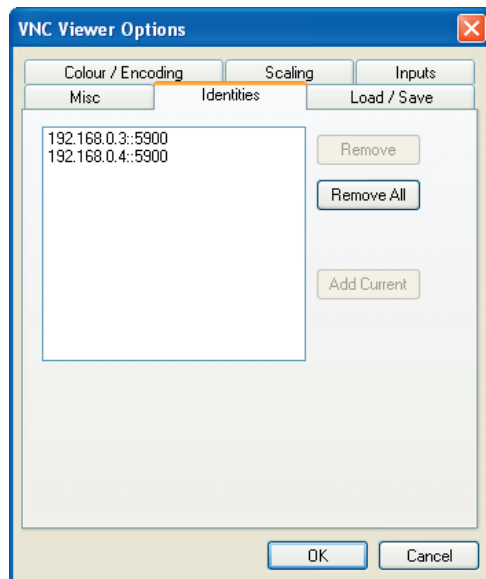 VNC Viewer Options
Colour / Encoding Scaling Inputs
Misc Identities Load / Save
192.168.0.3::5900
192.168.0.4::5900
Remove
Remove All
Add Current
OK Cancel